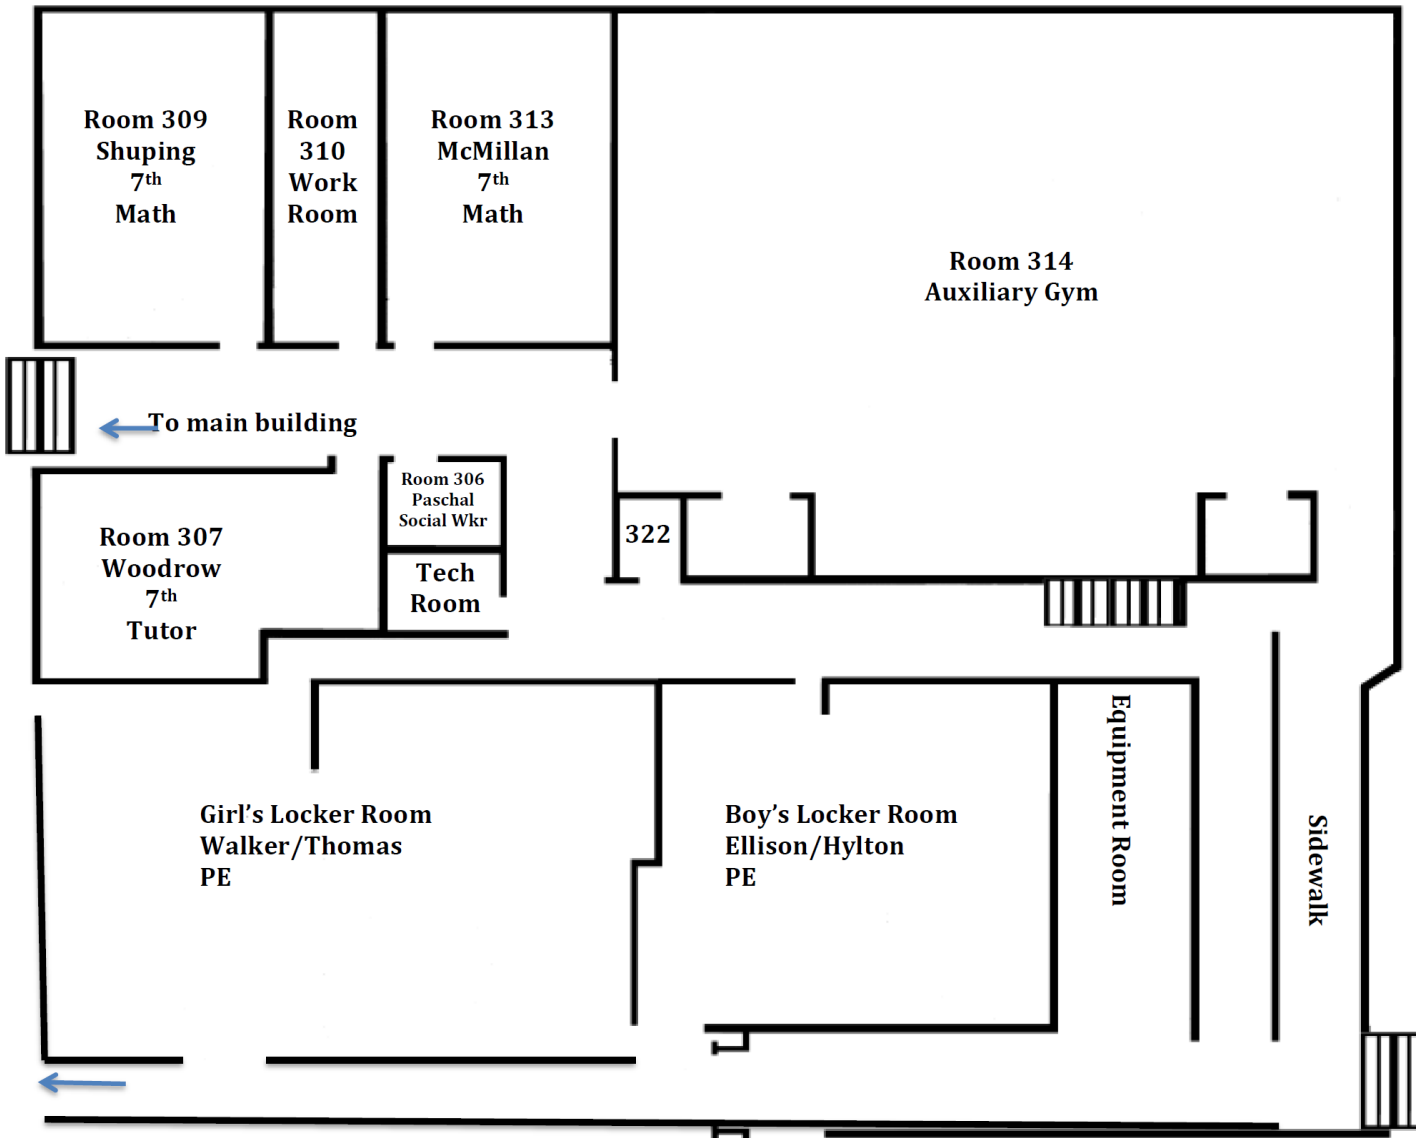 Room 309
Shuping
7th
Math
Room
310
Work
Room
Room 313
McMillan
7th
Math
Room 314
Auxiliary Gym
To main building
Room 306
Paschal
Social Wkr
322
Room 307
Woodrow
7th
Tutor
Tech
Room
Equipment Room
Girl's Locker Room
Walker/Thomas
PE
Boy's Locker Room
Ellison/Hylton
PE
Sidewalk